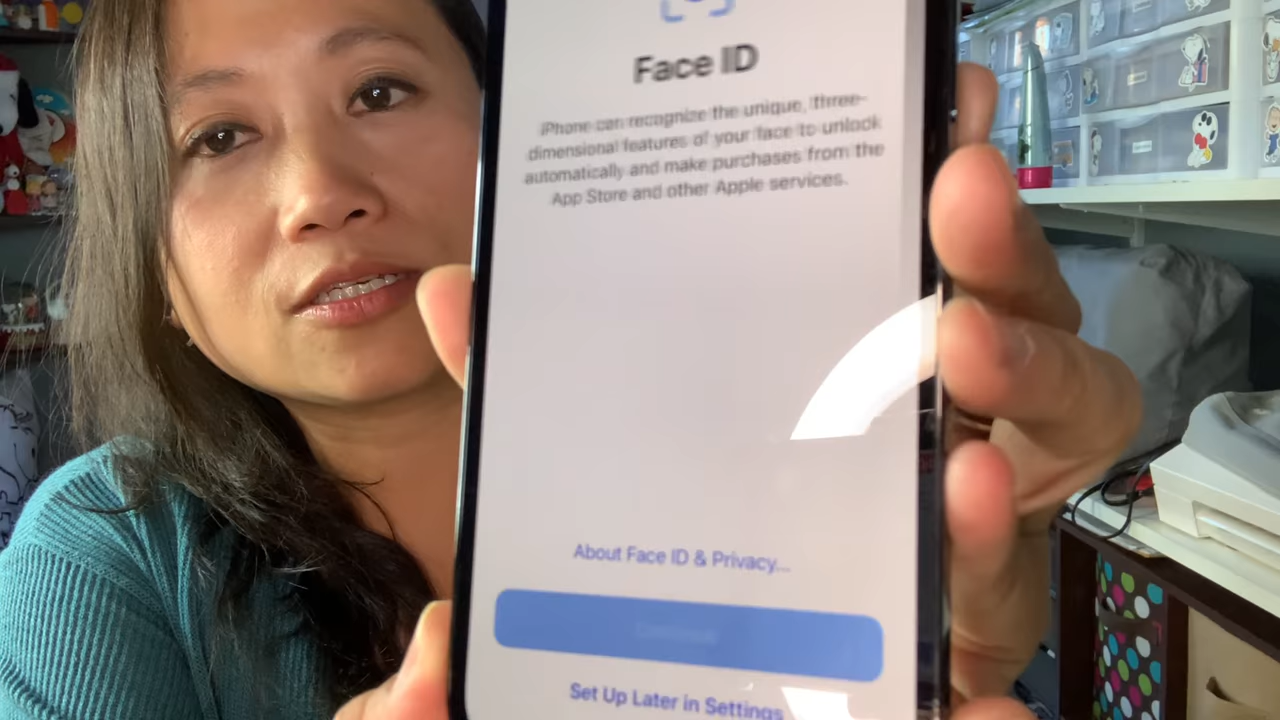 Face ID
iPhone can recognize the unique, three-
dimensional features of your face to unlock
automatically and make purchases from the
App Store and other Apple services.
About Face ID & Privacy...
Continue
Set Up Later in Settings